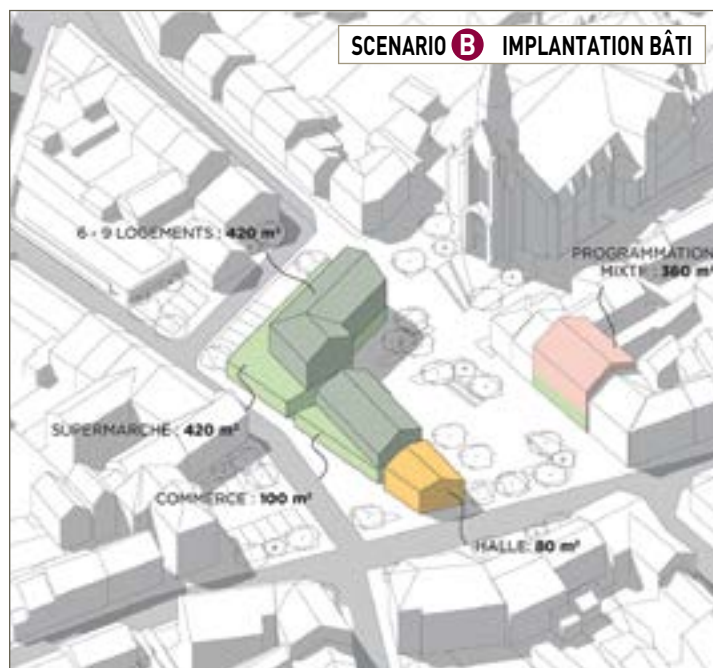 SCENARIO B IMPLANTATION BÂTI
6 - 9 LOGEMENTS : 420 m²
PROGRAMMATION
MIXTE : 360 m²
SUPERMARCHÉ : 420 m²
COMMERCE : 100 m²
HALLE : 80 m²